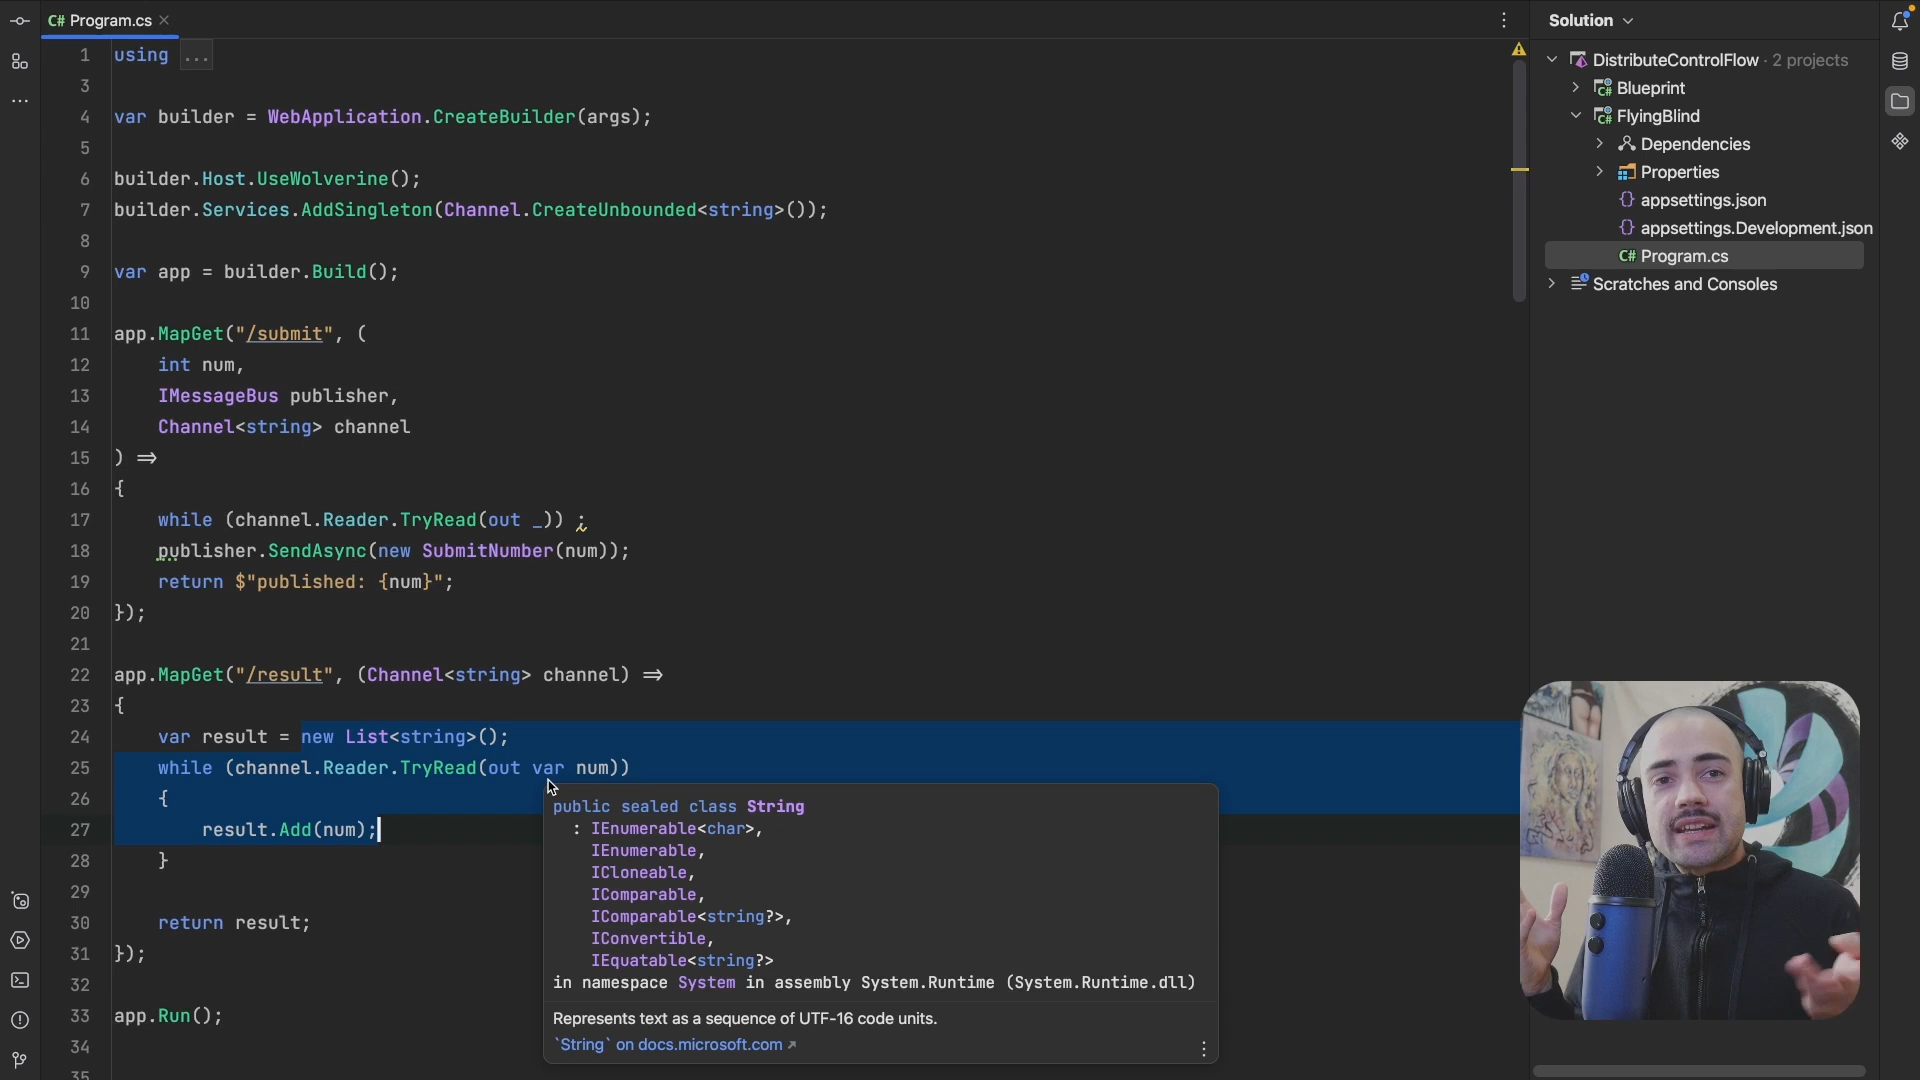 C# Program.cs
1 using ...
3
4 var builder = WebApplication.CreateBuilder(args);
5
6 builder.Host.UseWolverine();
7 builder.Services.AddSingleton(Channel.CreateUnbounded<string>());
8
9 var app = builder.Build();
10
11 app.MapGet("/submit", (
12 int num,
13 IMessageBus publisher,
14 Channel<string> channel
15 ) =>
16 {
17 while (channel.Reader.TryRead(out _)) ;
18 publisher.SendAsync(new SubmitNumber(num));
19 return $"published: {num}";
20 });
21
22 app.MapGet("/result", (Channel<string> channel) =>
23 {
24 var result = new List<string>();
25 while (channel.Reader.TryRead(out var num))
26 {
27 result.Add(num);
28 }
29
30 return result;
31 });
32
33 app.Run();
34
35
public sealed class String
: IEnumerable<char>,
IEnumerable,
ICloneable,
IComparable,
IComparable<string?>,
IConvertible,
IEquatable<string?>
in namespace System in assembly System.Runtime (System.Runtime.dll)
Represents text as a sequence of UTF-16 code units.
`String` on docs.microsoft.com ↗
Solution
DistributeControlFlow · 2 projects
C# Blueprint
C# FlyingBlind
Dependencies
Properties
{} appsettings.json
{} appsettings.Development.json
C# Program.cs
Scratches and Consoles